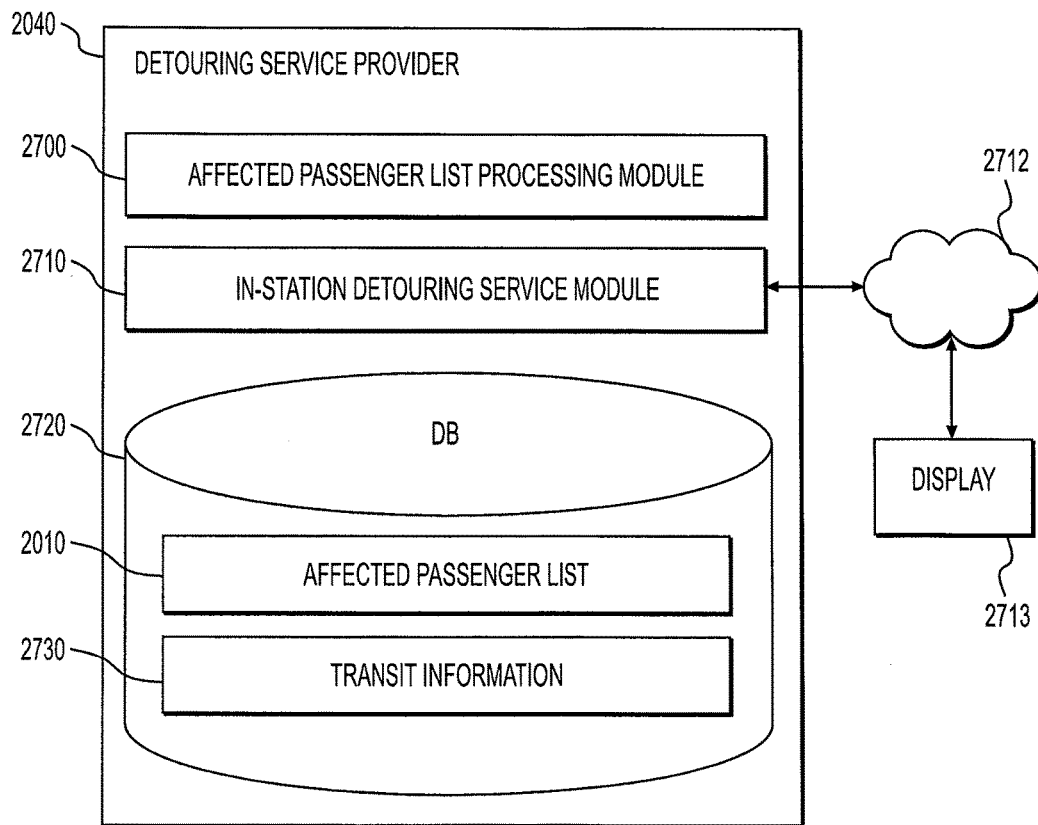 2040
DETOURING SERVICE PROVIDER
2700
AFFECTED PASSENGER LIST PROCESSING MODULE
2712
2710
IN-STATION DETOURING SERVICE MODULE
2720
DB
DISPLAY
2010
AFFECTED PASSENGER LIST
2713
2730
TRANSIT INFORMATION